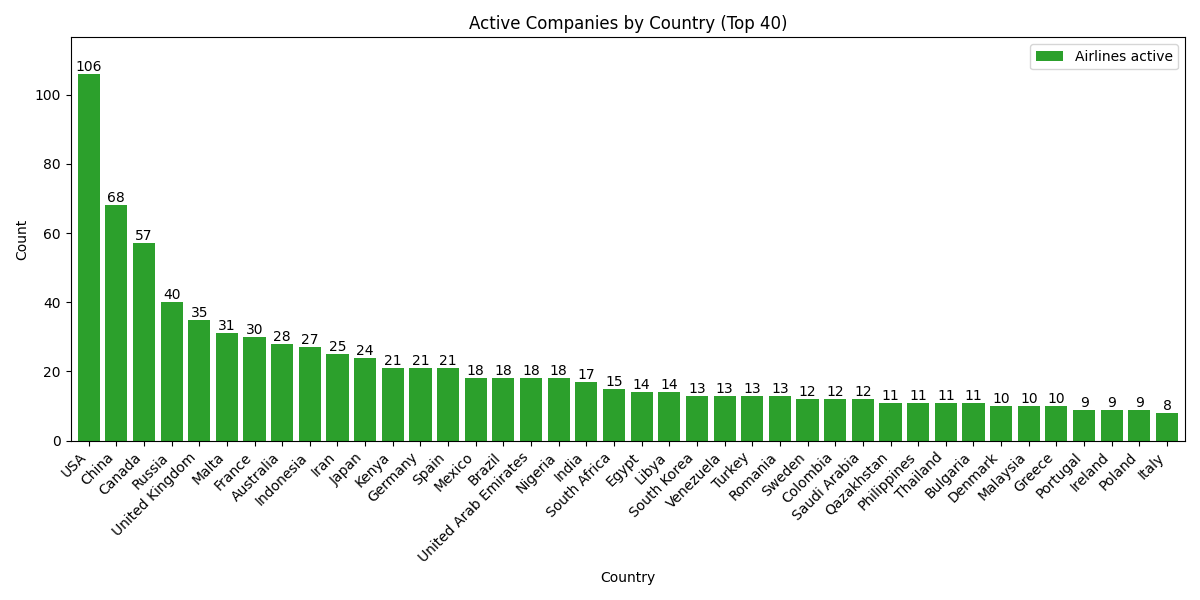 Active Companies by Country (Top 40)
Airlines active
Count
100
80
60
40
20
0
106
68
57
40
35
31
30
28
27
25
24
21
21
21
18
18
18
18
17
15
14
14
13
13
13
13
12
12
12
11
11
11
11
10
10
10
9
9
9
8
USA
China
Canada
Russia
United Kingdom
Malta
France
Australia
Indonesia
Iran
Japan
Kenya
Germany
Spain
Mexico
Brazil
United Arab Emirates
Nigeria
India
South Africa
Egypt
Libya
South Korea
Venezuela
Turkey
Romania
Sweden
Colombia
Saudi Arabia
Qazakhstan
Philippines
Thailand
Bulgaria
Denmark
Malaysia
Greece
Portugal
Ireland
Poland
Italy
Country